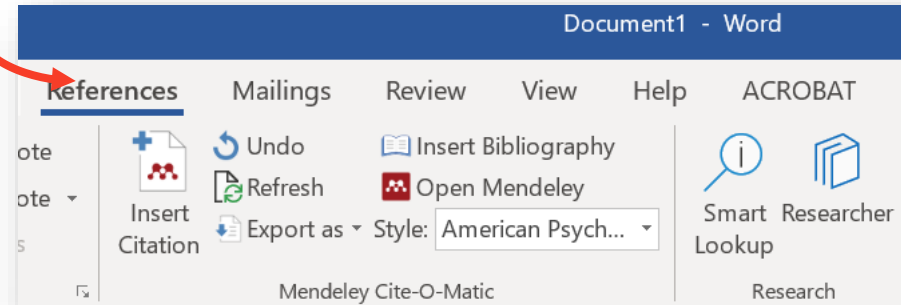 Document1 - Word
References Mailings Review View Help ACROBAT
ote
ote
s
Insert
Citation
Undo
Refresh
Export as
Insert Bibliography
Open Mendeley
Style: American Psych...
Mendeley Cite-O-Matic
Smart
Lookup
Researcher
Research